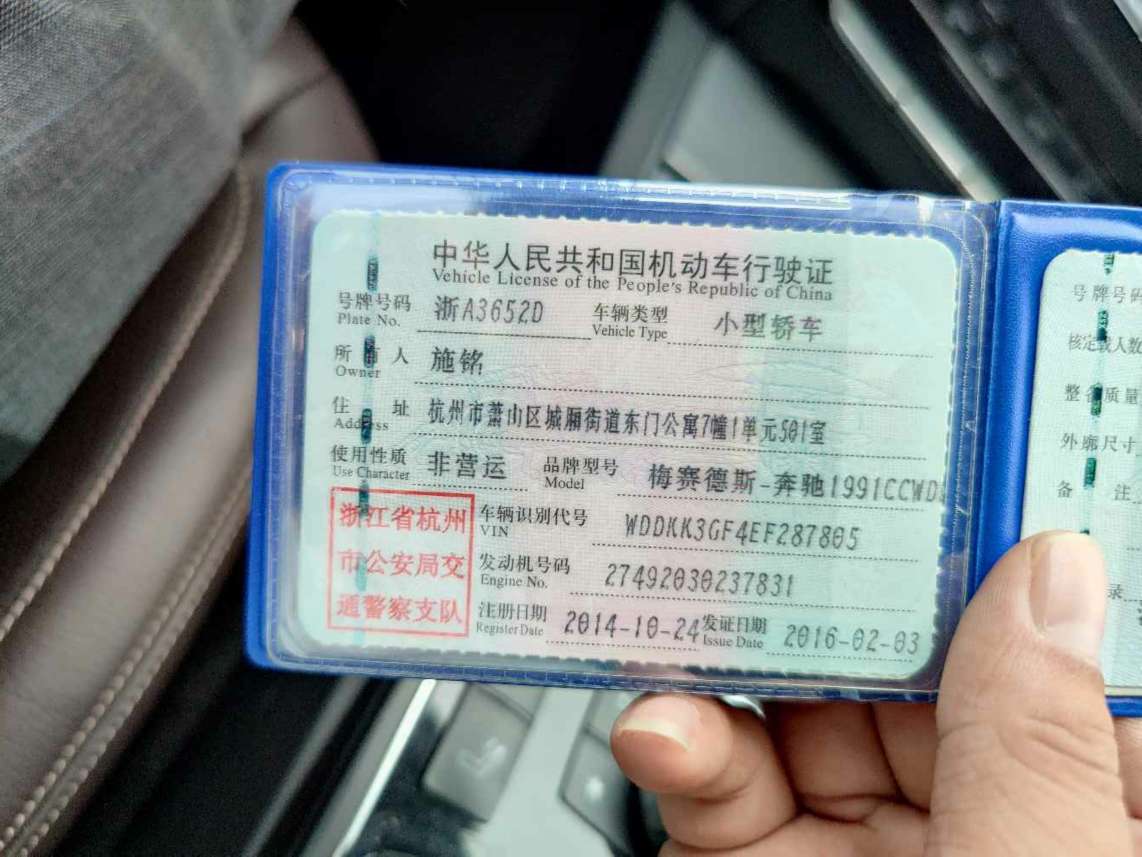 中华人民共和国机动车行驶证
Vehicle License of the People's Republic of China
号牌号码 浙A3652D 车辆类型 小型轿车
Plate No. Vehicle Type
所有人 施铭
Owner
住址 杭州市萧山区城厢街道东门公寓7幢1单元501室
Address
使用性质 非营运 品牌型号 梅赛德斯-奔驰1991CCWD
Use Character Model
浙江省杭州
市公安局交
通警察支队
车辆识别代号 WDDKK3GF4EF287805
VIN
发动机号码 27492030237831
Engine No.
注册日期 2014-10-24 发证日期 2016-02-03
Register Date Issue Date
号牌号码
核定载人数
整备质量
外廓尺寸
备注
录